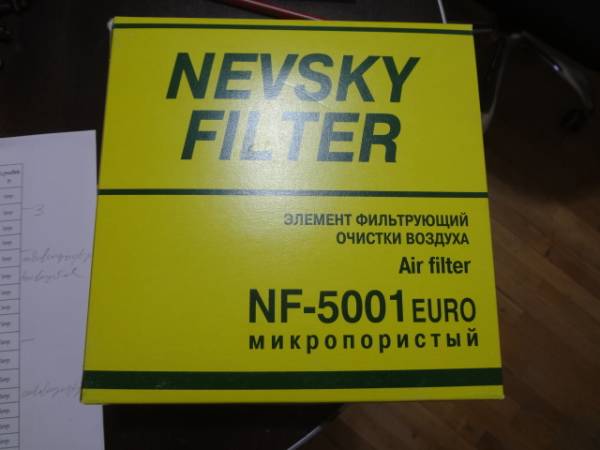 NEVSKY
FILTER
ЭЛЕМЕНТ ФИЛЬТРУЮЩИЙ
ОЧИСТКИ ВОЗДУХА
Air filter
NF-5001 EURO
микропористый